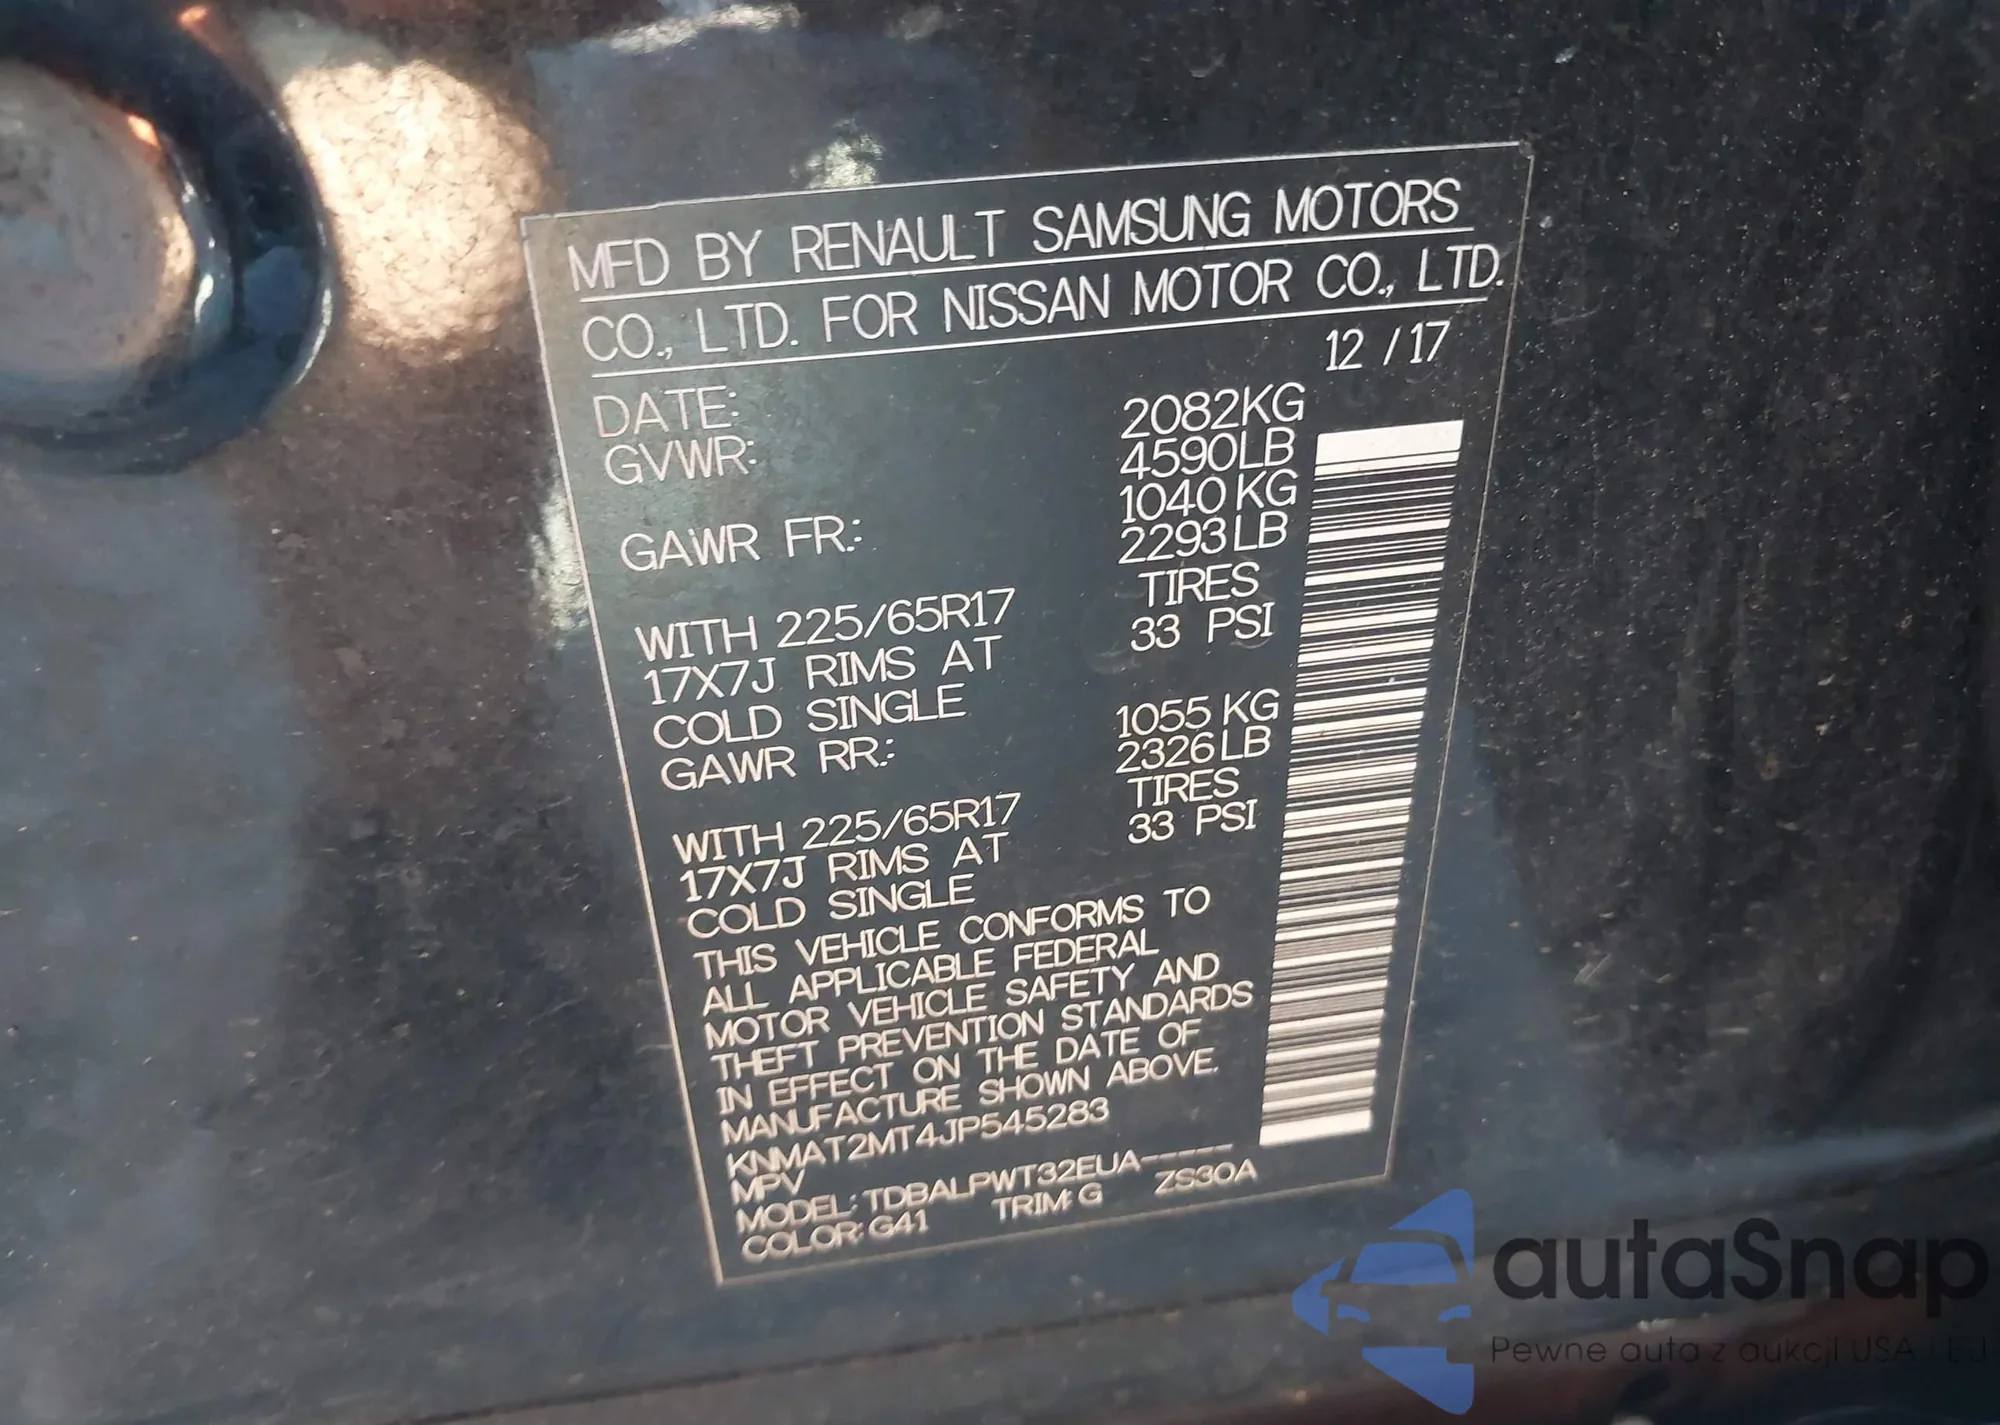 MFD BY RENAULT SAMSUNG MOTORS
CO., LTD. FOR NISSAN MOTOR CO., LTD.
DATE: 12 / 17
GVWR: 2082KG
4590LB
GAWR FR.: 1040 KG
2293 LB
WITH 225/65R17 TIRES
17X7J RIMS AT 33 PSI
COLD SINGLE
GAWR RR.: 1055 KG
2326 LB
WITH 225/65R17 TIRES
17X7J RIMS AT 33 PSI
COLD SINGLE
THIS VEHICLE CONFORMS TO
ALL APPLICABLE FEDERAL
MOTOR VEHICLE SAFETY AND
THEFT PREVENTION STANDARDS
IN EFFECT ON THE DATE OF
MANUFACTURE SHOWN ABOVE.
KNMAT2MT4JP545283
MPV
MODEL: TDBALPWT32EUA-----
COLOR: G41 TRIM: G ZS30A
autaSnap
Pewne auta z aukcji USA i EU